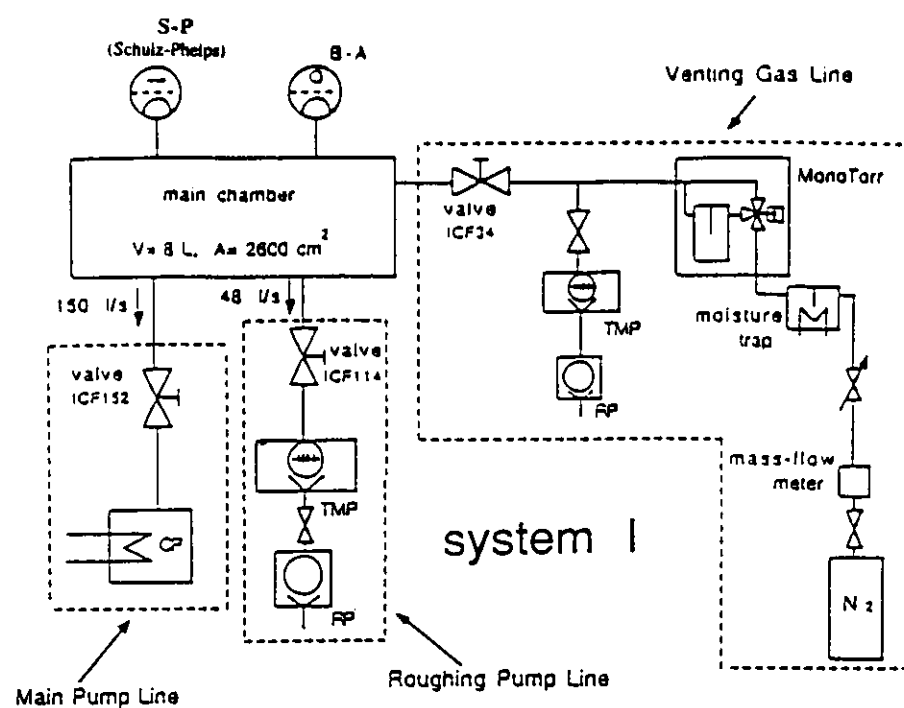 S-P
(Schulz-Phelps)
B-A
Venting Gas Line
main chamber
V= 8 L. A= 2600 cm2
valve
ICF34
MonoTorr
150 l/s
48 l/s
TMP
moisture
trap
valve
ICF152
valve
ICF114
RP
mass-flow
meter
CP
TMP
system I
N2
RP
Main Pump Line
Roughing Pump Line